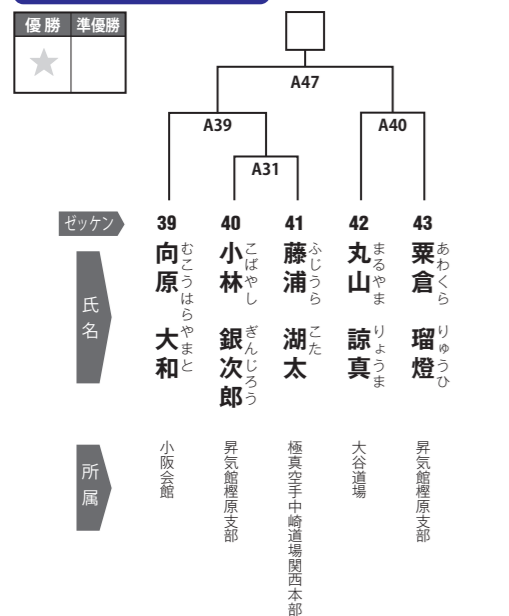 優勝 準優勝
A47
A39 A40
A31
ゼッケン 39 40 41 42 43
氏名
向原 大和
むこうはら やまと
小林 銀次郎
こばやし ぎんじろう
藤浦 湖太
ふじうら こた
丸山 諒真
まるやま りょうま
粟倉 瑠燈
あわくら りゅうひ
所属
小阪会館
昇気館樫原支部
極真空手中崎道場関西本部
大谷道場
昇気館樫原支部